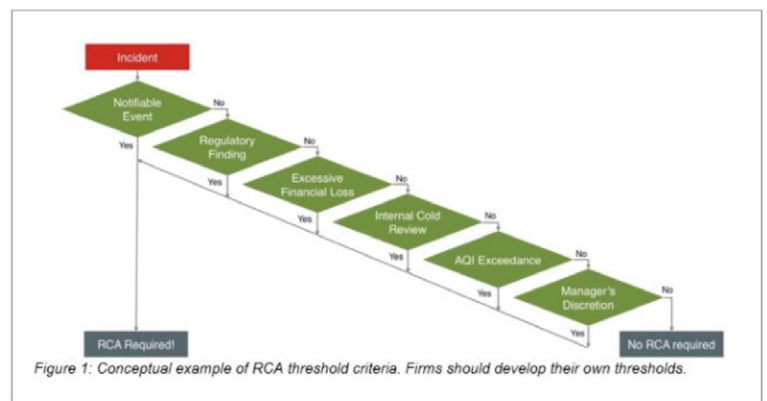 Incident
Notifiable
Event
No
Yes
Regulatory
Finding
No
Yes
Excessive
Financial Loss
No
Yes
Internal Cold
Review
No
Yes
AQI Exceedance
No
Yes
Manager's
Discretion
No
Yes
RCA Required!
No RCA required
Figure 1: Conceptual example of RCA threshold criteria. Firms should develop their own thresholds.